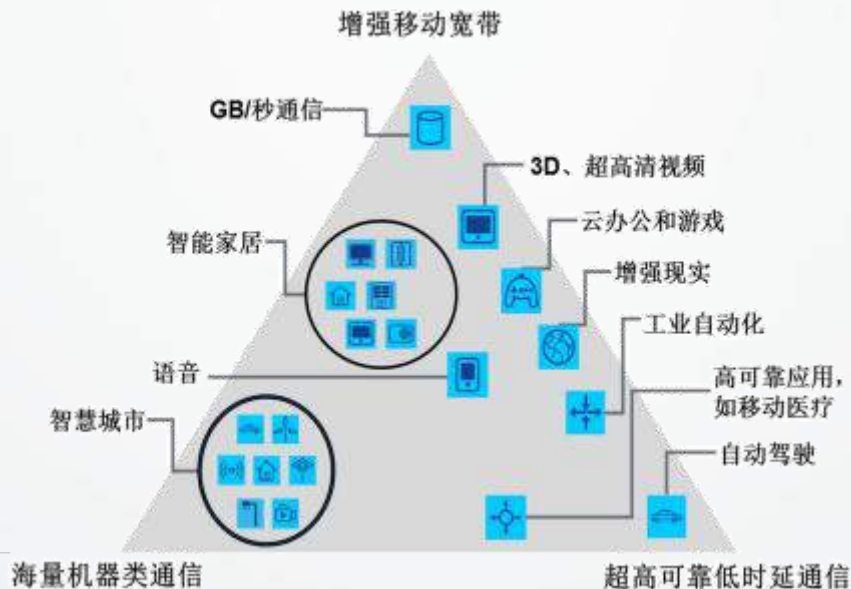 增强移动宽带
GB/秒通信
3D、超高清视频
云办公和游戏
智能家居
增强现实
工业自动化
语音
高可靠应用，
如移动医疗
智慧城市
自动驾驶
海量机器类通信
超高可靠低时延通信